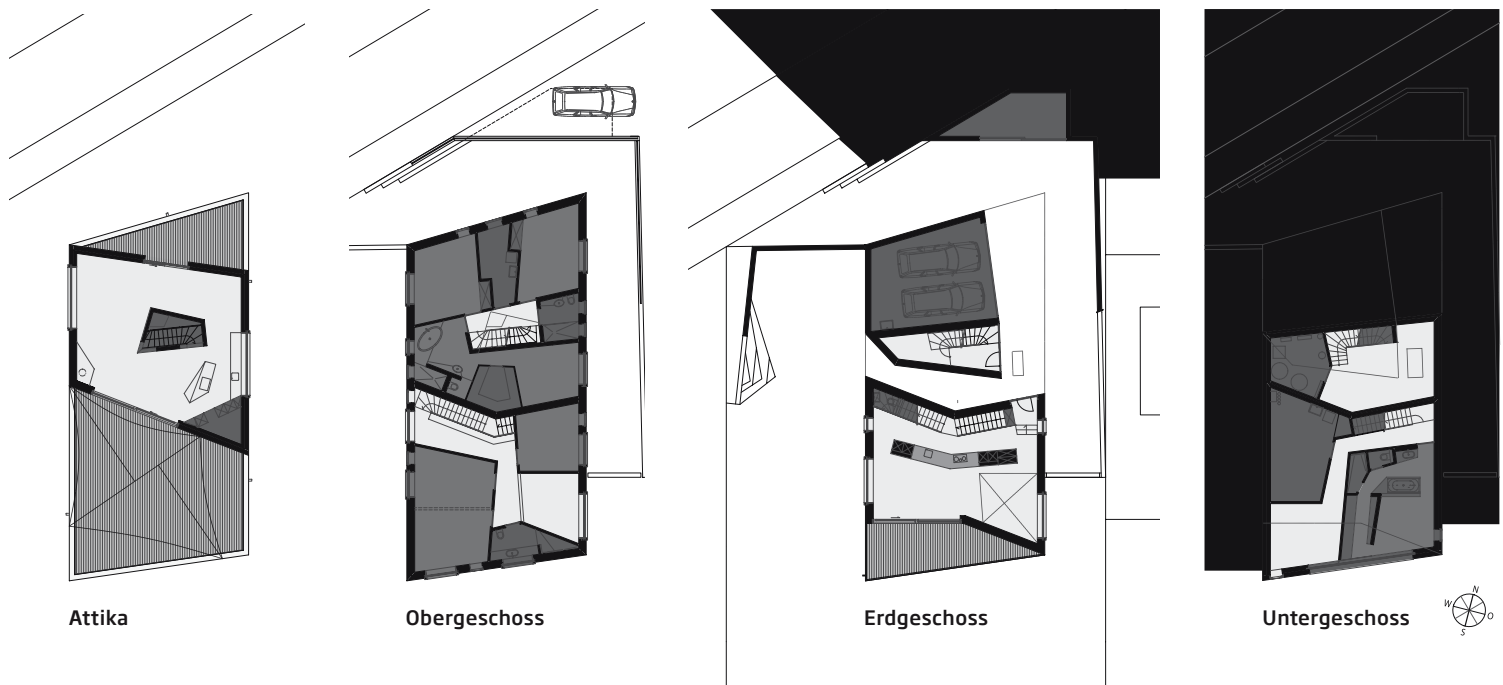 Attika
Obergeschoss
Erdgeschoss
Untergeschoss
N
W
O
S